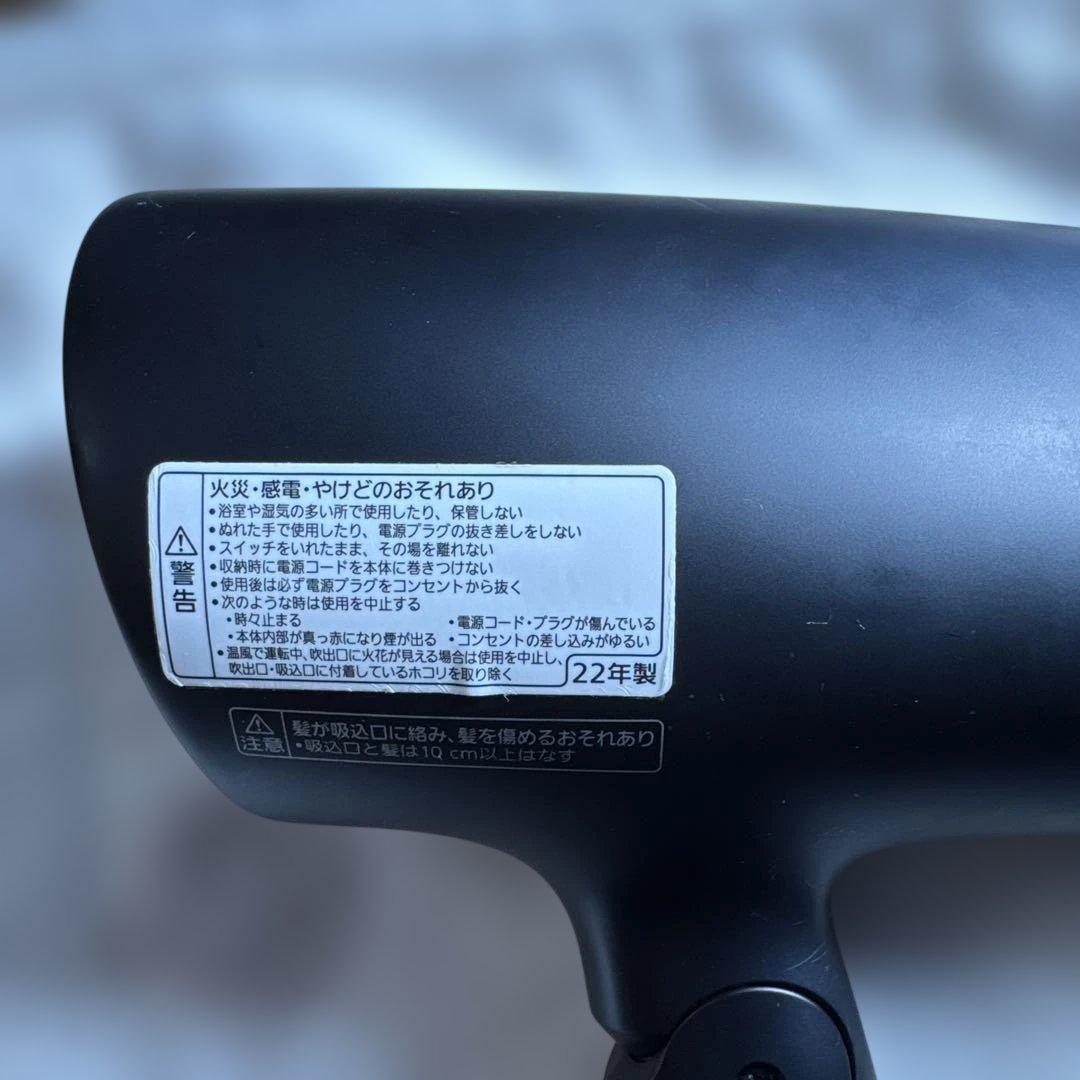 警告
火災・感電・やけどのおそれあり
•浴室や湿気の多い所で使用したり、保管しない
•ぬれた手で使用したり、電源プラグの抜き差しをしない
•スイッチをいれたまま、その場を離れない
•収納時に電源コードを本体に巻きつけない
•使用後は必ず電源プラグをコンセントから抜く
•次のような時は使用を中止する
・時々止まる ・電源コード・プラグが傷んでいる
・本体内部が真っ赤になり煙が出る ・コンセントの差し込みがゆるい
•温風で運転中、吹出口に火花が見える場合は使用を中止し、
吹出口・吸込口に付着しているホコリを取り除く
22年製
注意
髪が吸込口に絡み、髪を傷めるおそれあり
•吸込口と髪は10 cm以上はなす